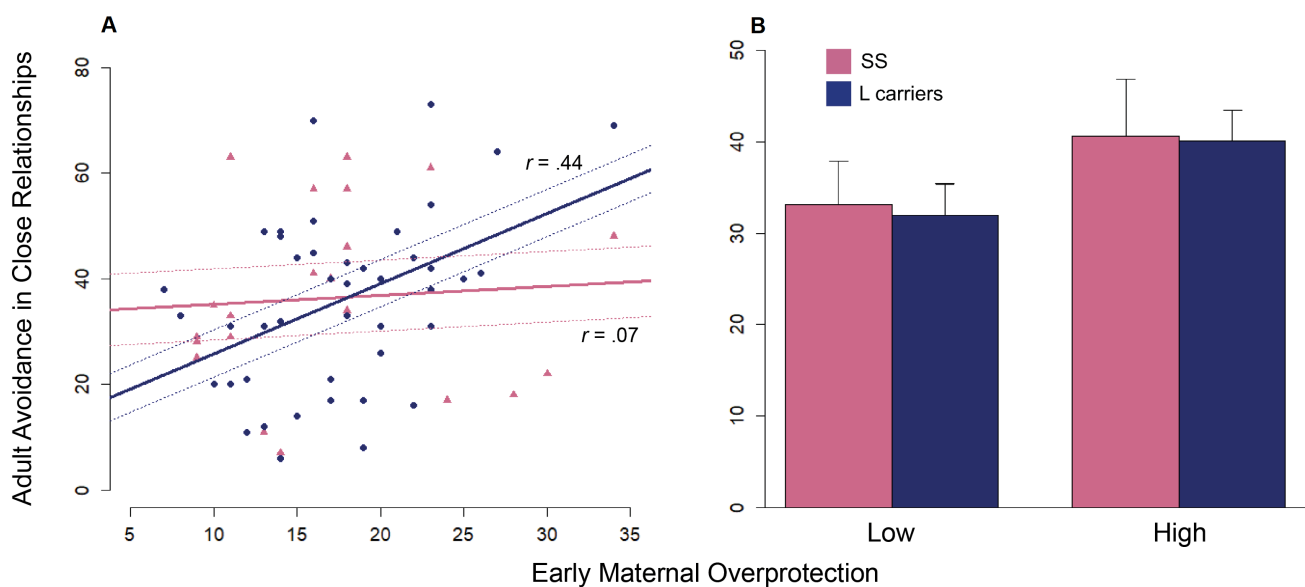 A
Adult Avoidance in Close Relationships
80
60
40
20
0
r = .44
r = .07
5 10 15 20 25 30 35
B
50
40
30
20
10
0
SS
L carriers
Low High
Early Maternal Overprotection